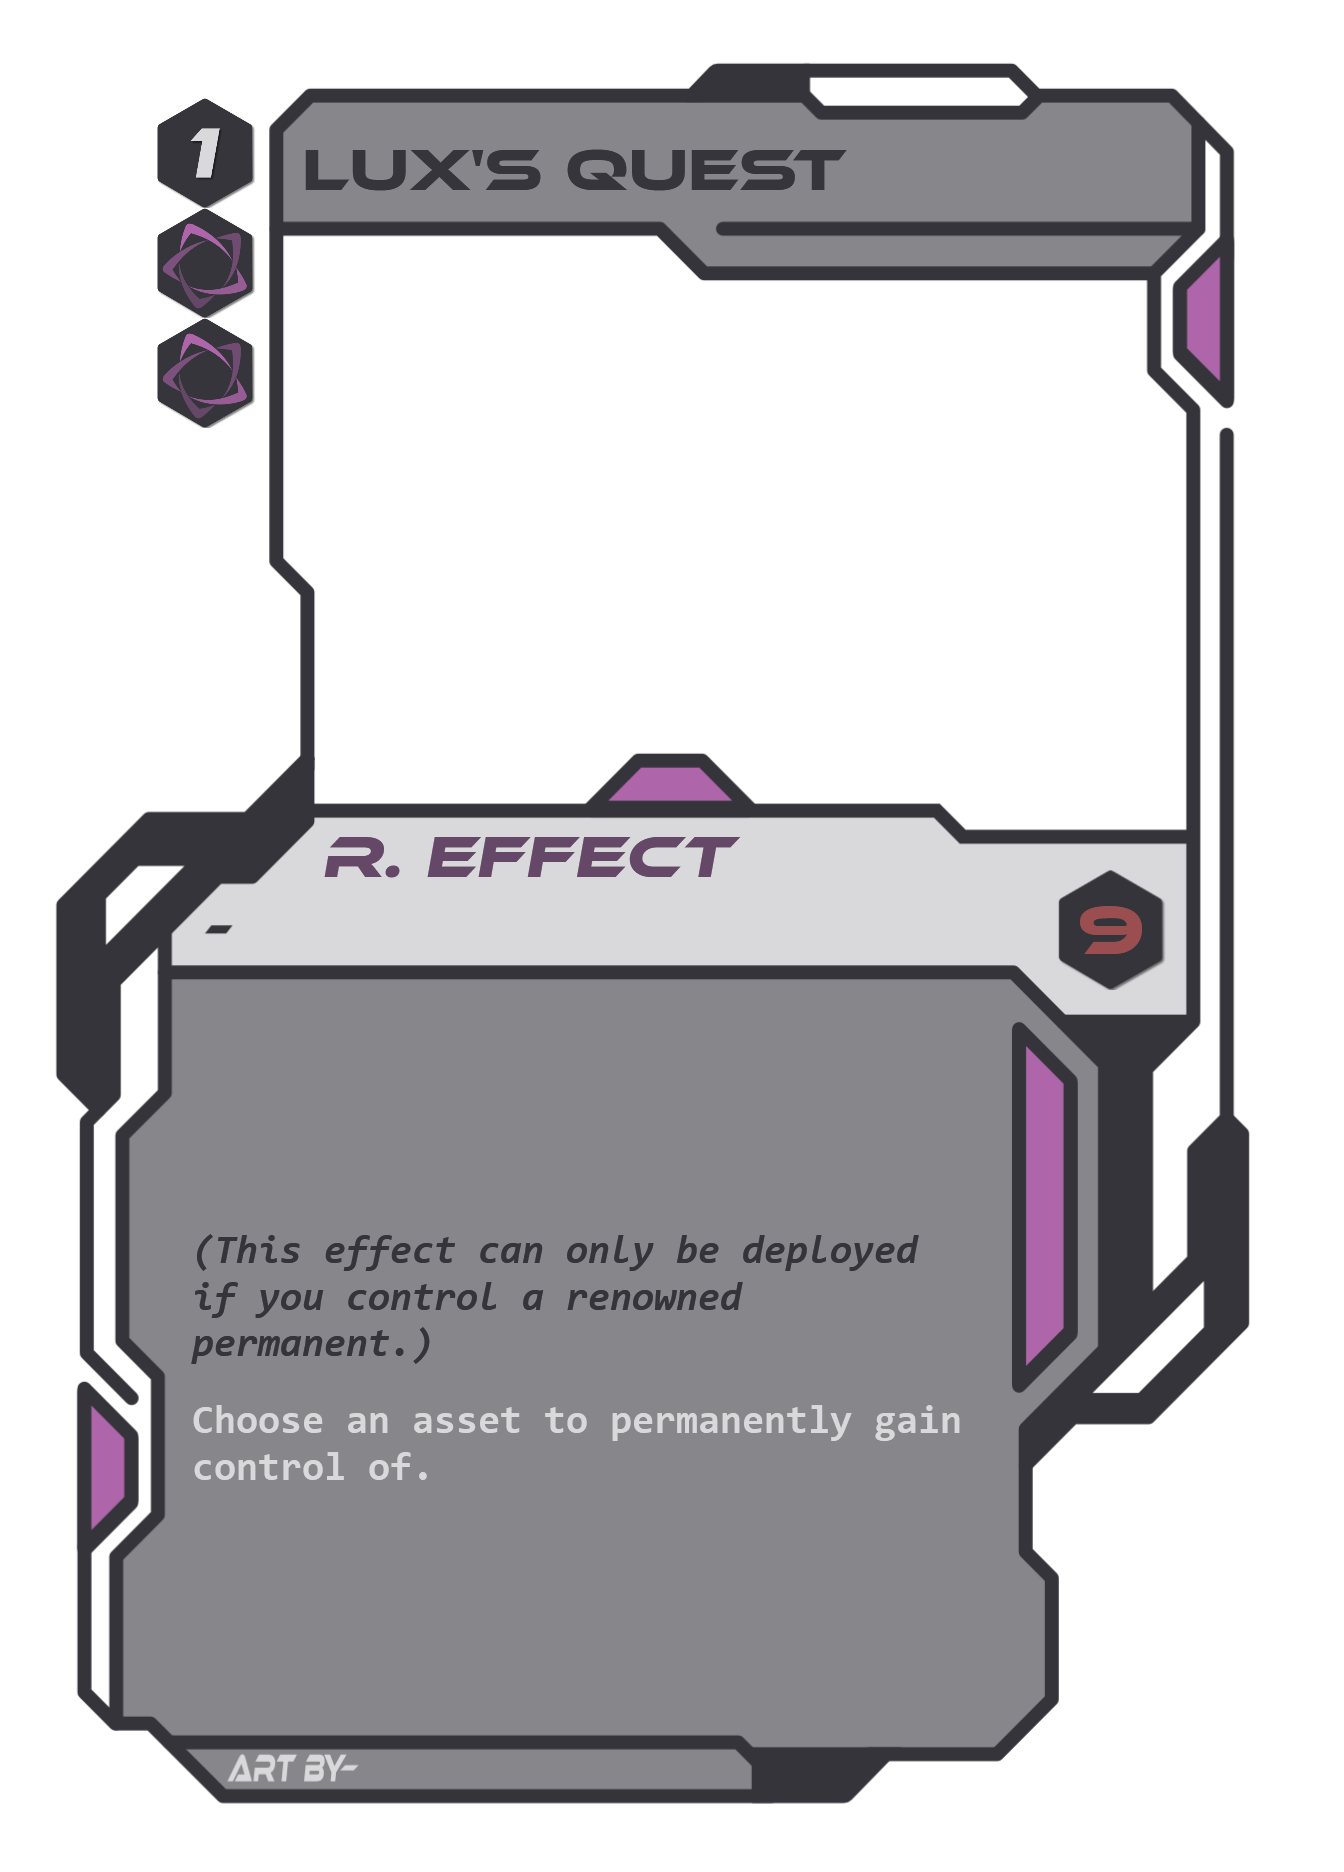 1
LUX'S QUEST
R. EFFECT
-
9
(This effect can only be deployed
if you control a renowned
permanent.)
Choose an asset to permanently gain
control of.
ART BY-